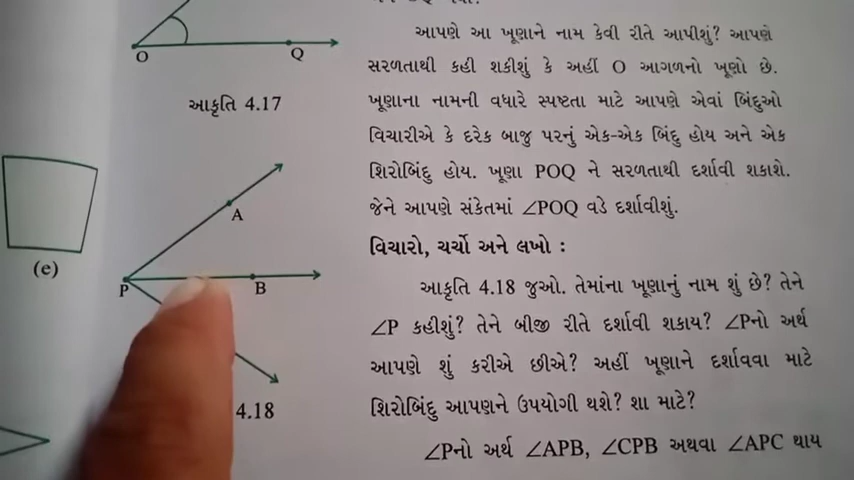 O
Q
આકૃતિ 4.17
(e)
A
P
B
4.18
આપણે આ ખૂણાને નામ કેવી રીતે આપીશું? આપણે
સરળતાથી કહી શકીશું કે અહીં O આગળનો ખૂણો છે.
ખૂણાના નામની વધારે સ્પષ્ટતા માટે આપણે એવાં બિંદુઓ
વિચારીએ કે દરેક બાજુ પરનું એક-એક બિંદુ હોય અને એક
શિરોબિંદુ હોય. ખૂણા POQ ને સરળતાથી દર્શાવી શકાશે.
જેને આપણે સંકેતમાં ∠POQ વડે દર્શાવીશું.
વિચારો, ચર્ચો અને લખો :
આકૃતિ 4.18 જુઓ. તેમાંના ખૂણાનું નામ શું છે? તેને
∠P કહીશું? તેને બીજી રીતે દર્શાવી શકાય? ∠Pનો અર્થ
આપણે શું કરીએ છીએ? અહીં ખૂણાને દર્શાવવા માટે
શિરોબિંદુ આપણને ઉપયોગી થશે? શા માટે?
∠Pનો અર્થ ∠APB, ∠CPB અથવા ∠APC થાય